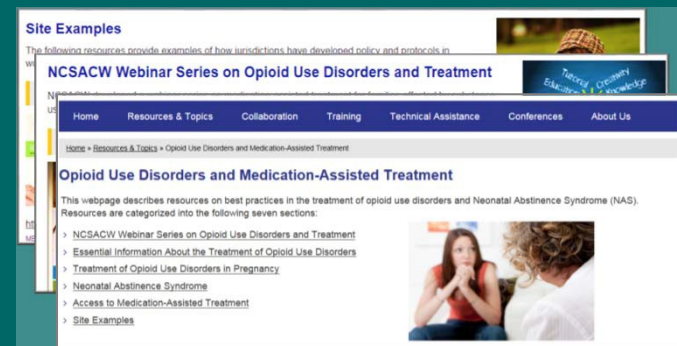 Site Examples
The following resources provide examples of how jurisdictions have developed policy and protocols in
NCSACW Webinar Series on Opioid Use Disorders and Treatment
Tutorial Creativity
Education Knowledge
Home Resources & Topics Collaboration Training Technical Assistance Conferences About Us
Home » Resources & Topics » Opioid Use Disorders and Medication-Assisted Treatment
Opioid Use Disorders and Medication-Assisted Treatment
This webpage describes resources on best practices in the treatment of opioid use disorders and Neonatal Abstinence Syndrome (NAS).
Resources are categorized into the following seven sections:
> NCSACW Webinar Series on Opioid Use Disorders and Treatment
> Essential Information About the Treatment of Opioid Use Disorders
> Treatment of Opioid Use Disorders in Pregnancy
> Neonatal Abstinence Syndrome
> Access to Medication-Assisted Treatment
> Site Examples